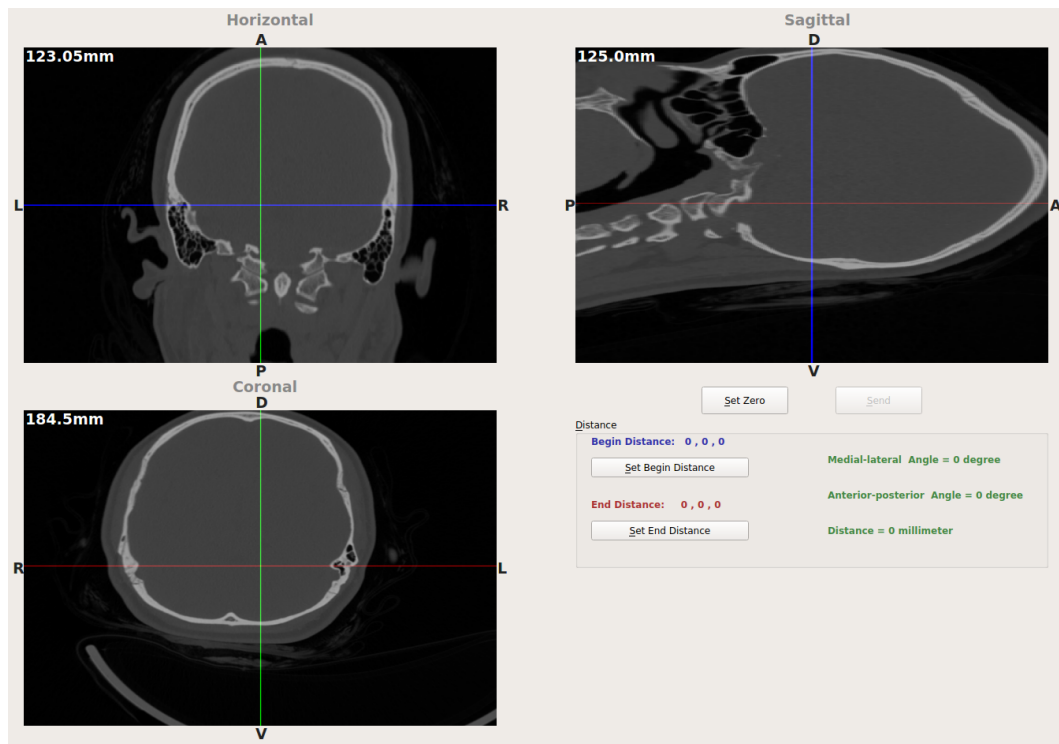 Horizontal
A
123.05mm
L
R
P
Sagittal
D
125.0mm
P
A
V
Coronal
D
184.5mm
R
L
V
Set Zero
Send
Distance
Begin Distance: 0 , 0 , 0
Set Begin Distance
End Distance: 0 , 0 , 0
Set End Distance
Medial-lateral Angle = 0 degree
Anterior-posterior Angle = 0 degree
Distance = 0 millimeter